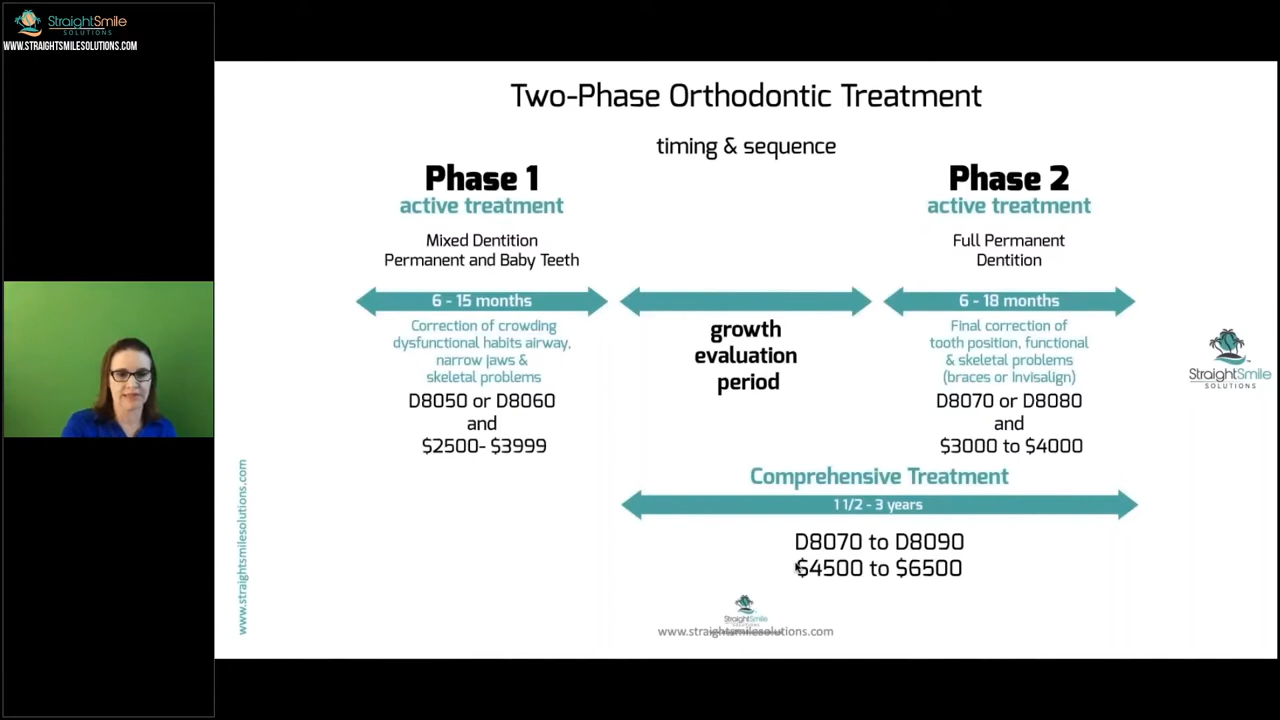 StraightSmile
SOLUTIONS
WWW.STRAIGHTSMILESOLUTIONS.COM
Two-Phase Orthodontic Treatment
timing & sequence
Phase 1
active treatment
Mixed Dentition
Permanent and Baby Teeth
6 - 15 months
Correction of crowding
dysfunctional habits airway,
narrow jaws &
skeletal problems
D8050 or D8060
and
$2500- $3999
growth
evaluation
period
Phase 2
active treatment
Full Permanent
Dentition
6 - 18 months
Final correction of
tooth position, functional
& skeletal problems
(braces or Invisalign)
D8070 or D8080
and
$3000 to $4000
Comprehensive Treatment
1 1/2 - 3 years
D8070 to D8090
$4500 to $6500
StraightSmile
www.straightsmilesolutions.com
www.straightsmilesolutions.com
StraightSmile
SOLUTIONS